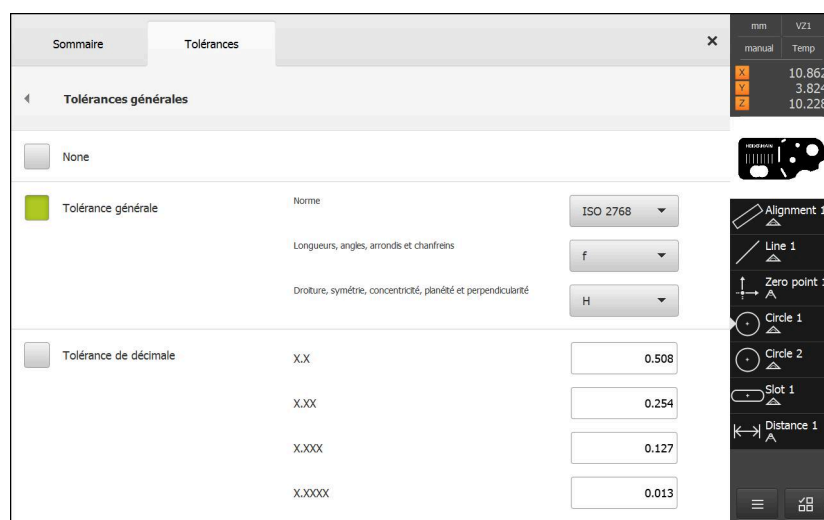 Sommaire
Tolérances
×
Tolérances générales
None
Tolérance générale
Norme
ISO 2768
Longueurs, angles, arrondis et chanfreins
f
Droiture, symétrie, concentricité, planéité et perpendicularité
H
Tolérance de décimale
X.X
0.508
X.XX
0.254
X.XXX
0.127
X.XXXX
0.013
mm
VZ1
manual
Temp
X
10.862
Y
3.824
Z
10.228
HEIDENHAIN
Alignment 1
Line 1
Zero point 1
Circle 1
Circle 2
Slot 1
Distance 1